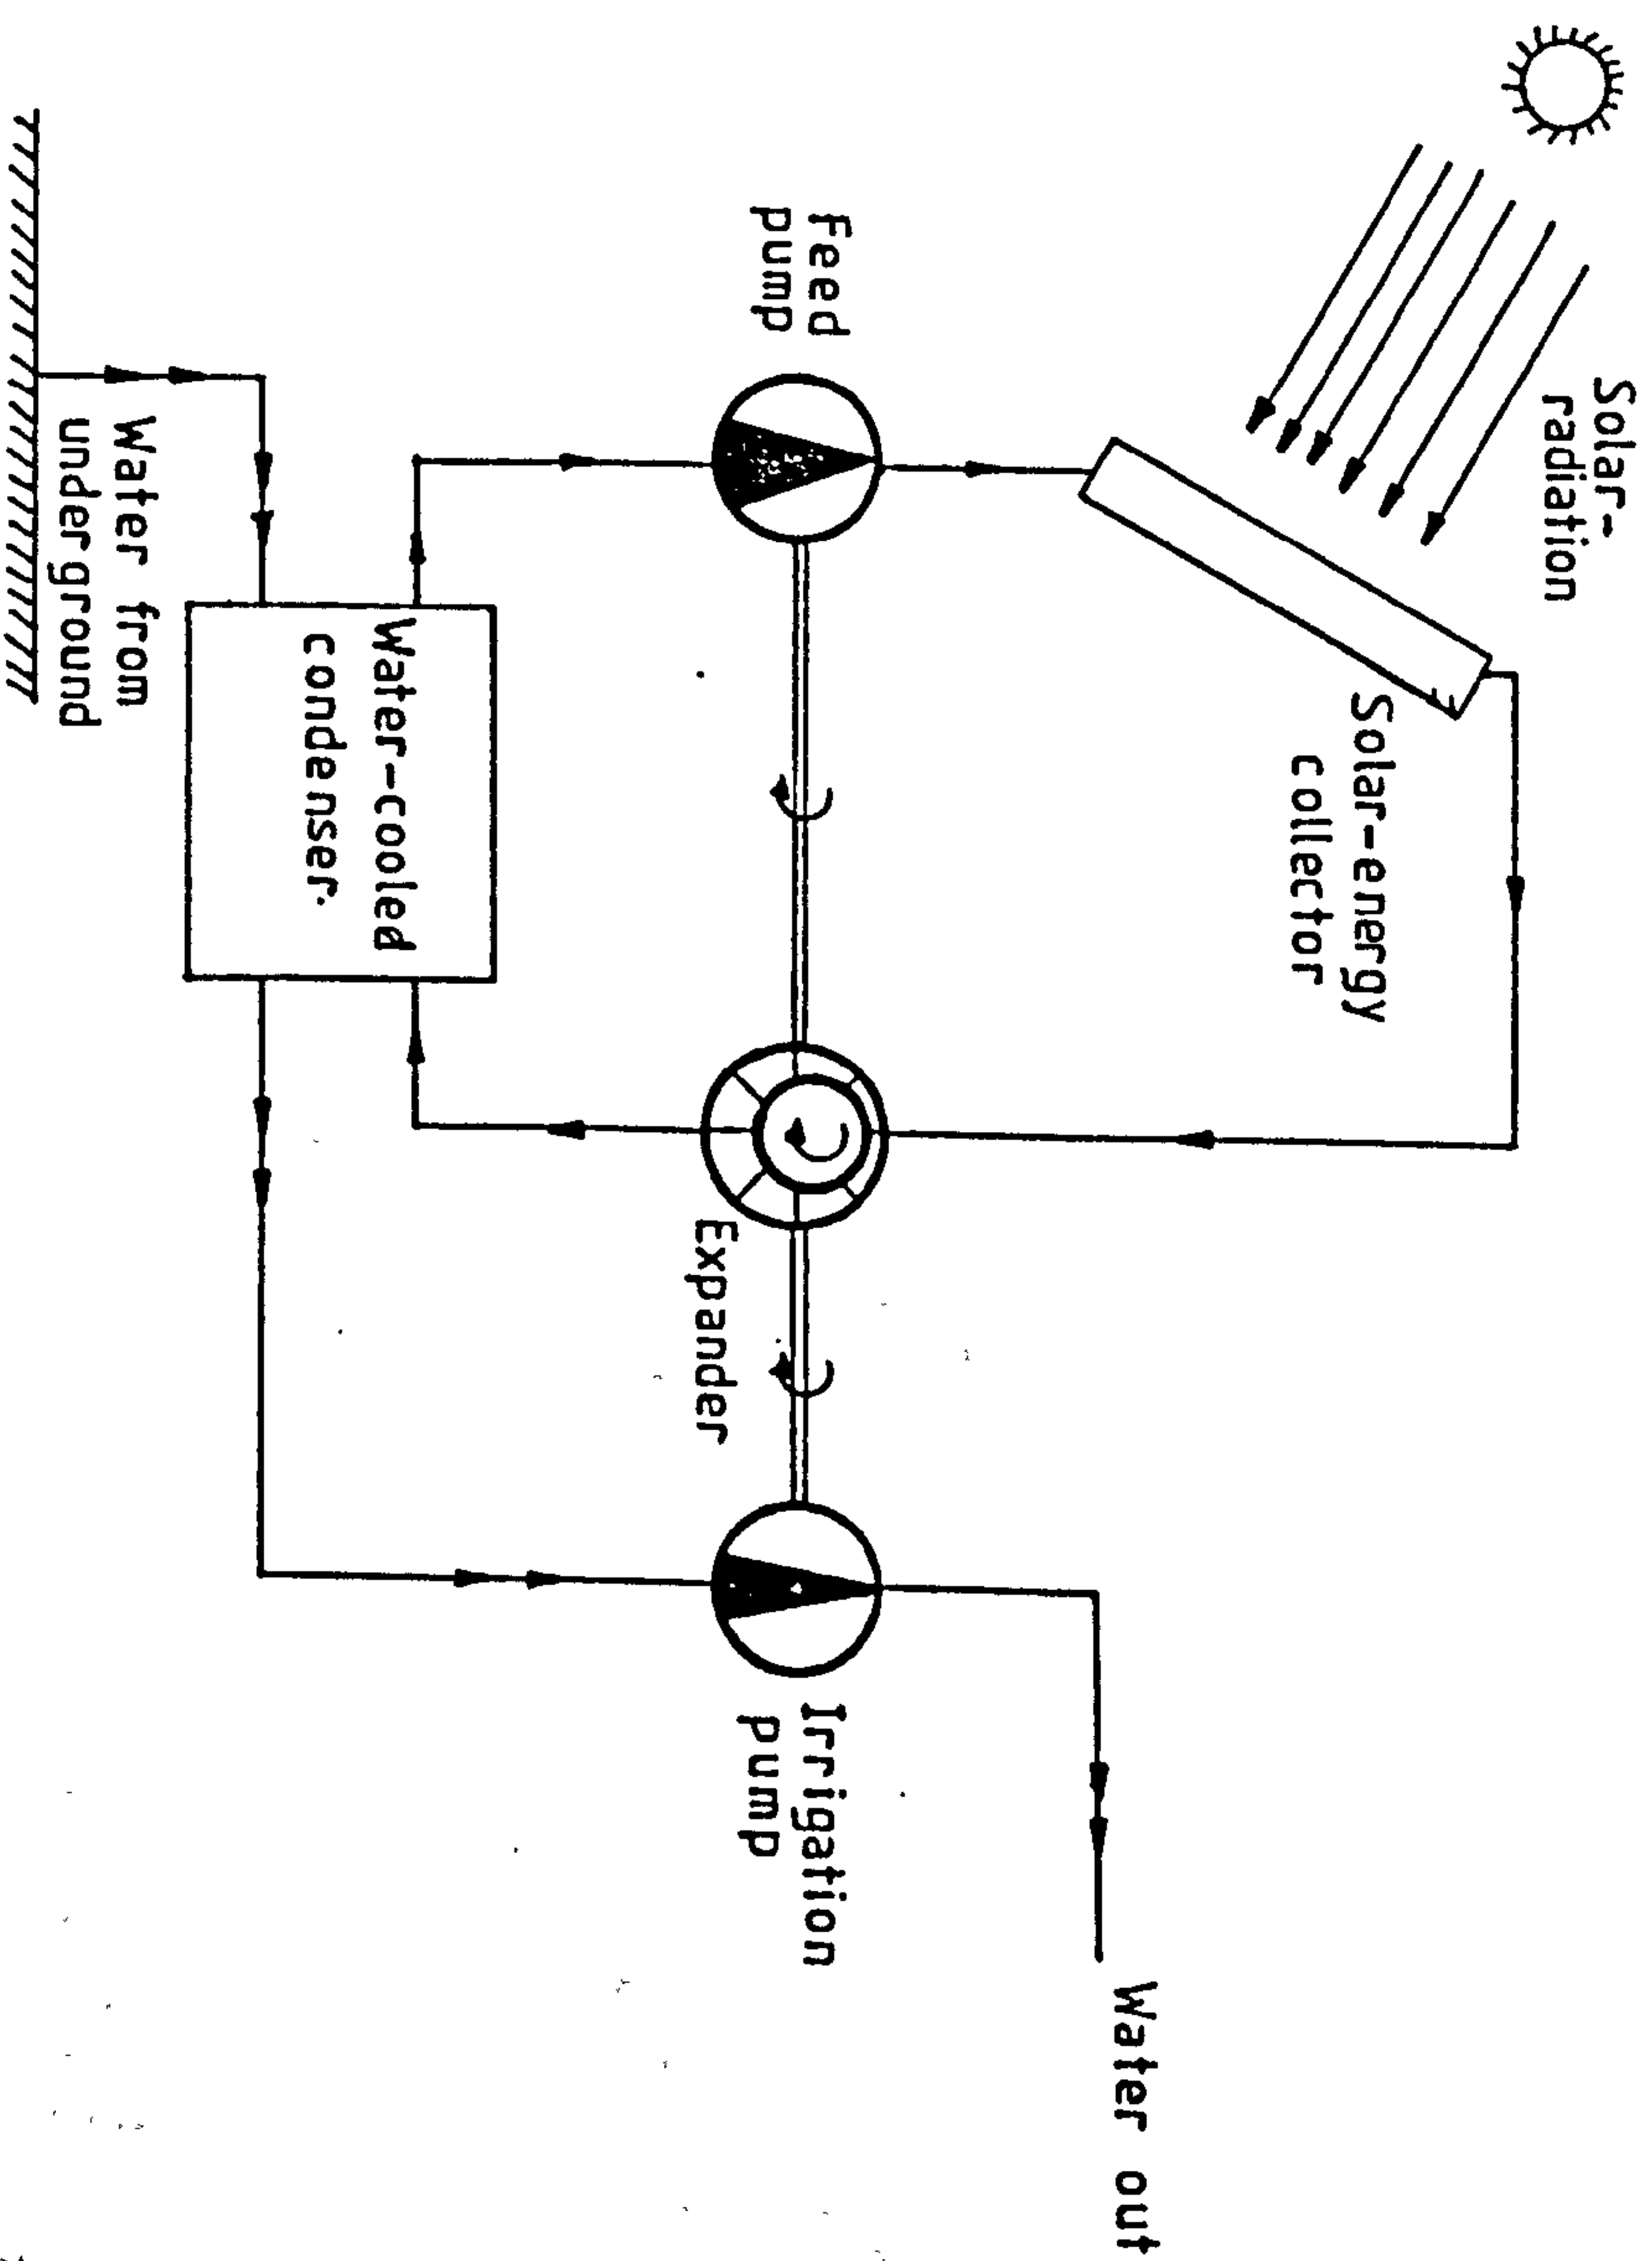 Solar-
radiation
Solar-energy
collector
Feed
pump
Expander
Irrigation
pump
Water out
Water-cooled
condenser.
Water from
underground